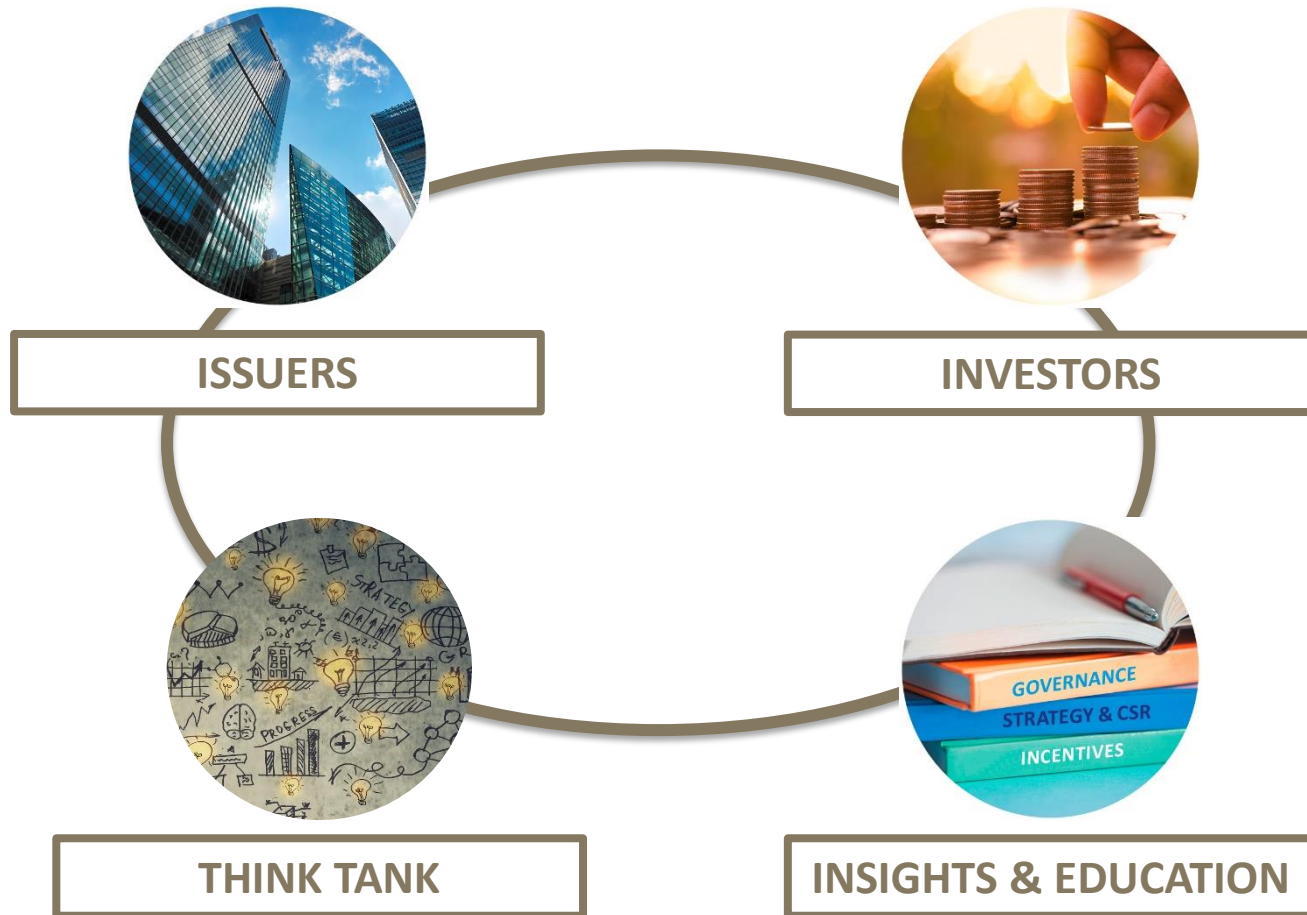 ISSUERS
INVESTORS
STRATEGY
PROGRESS
GOVERNANCE
STRATEGY & CSR
INCENTIVES
THINK TANK
INSIGHTS & EDUCATION